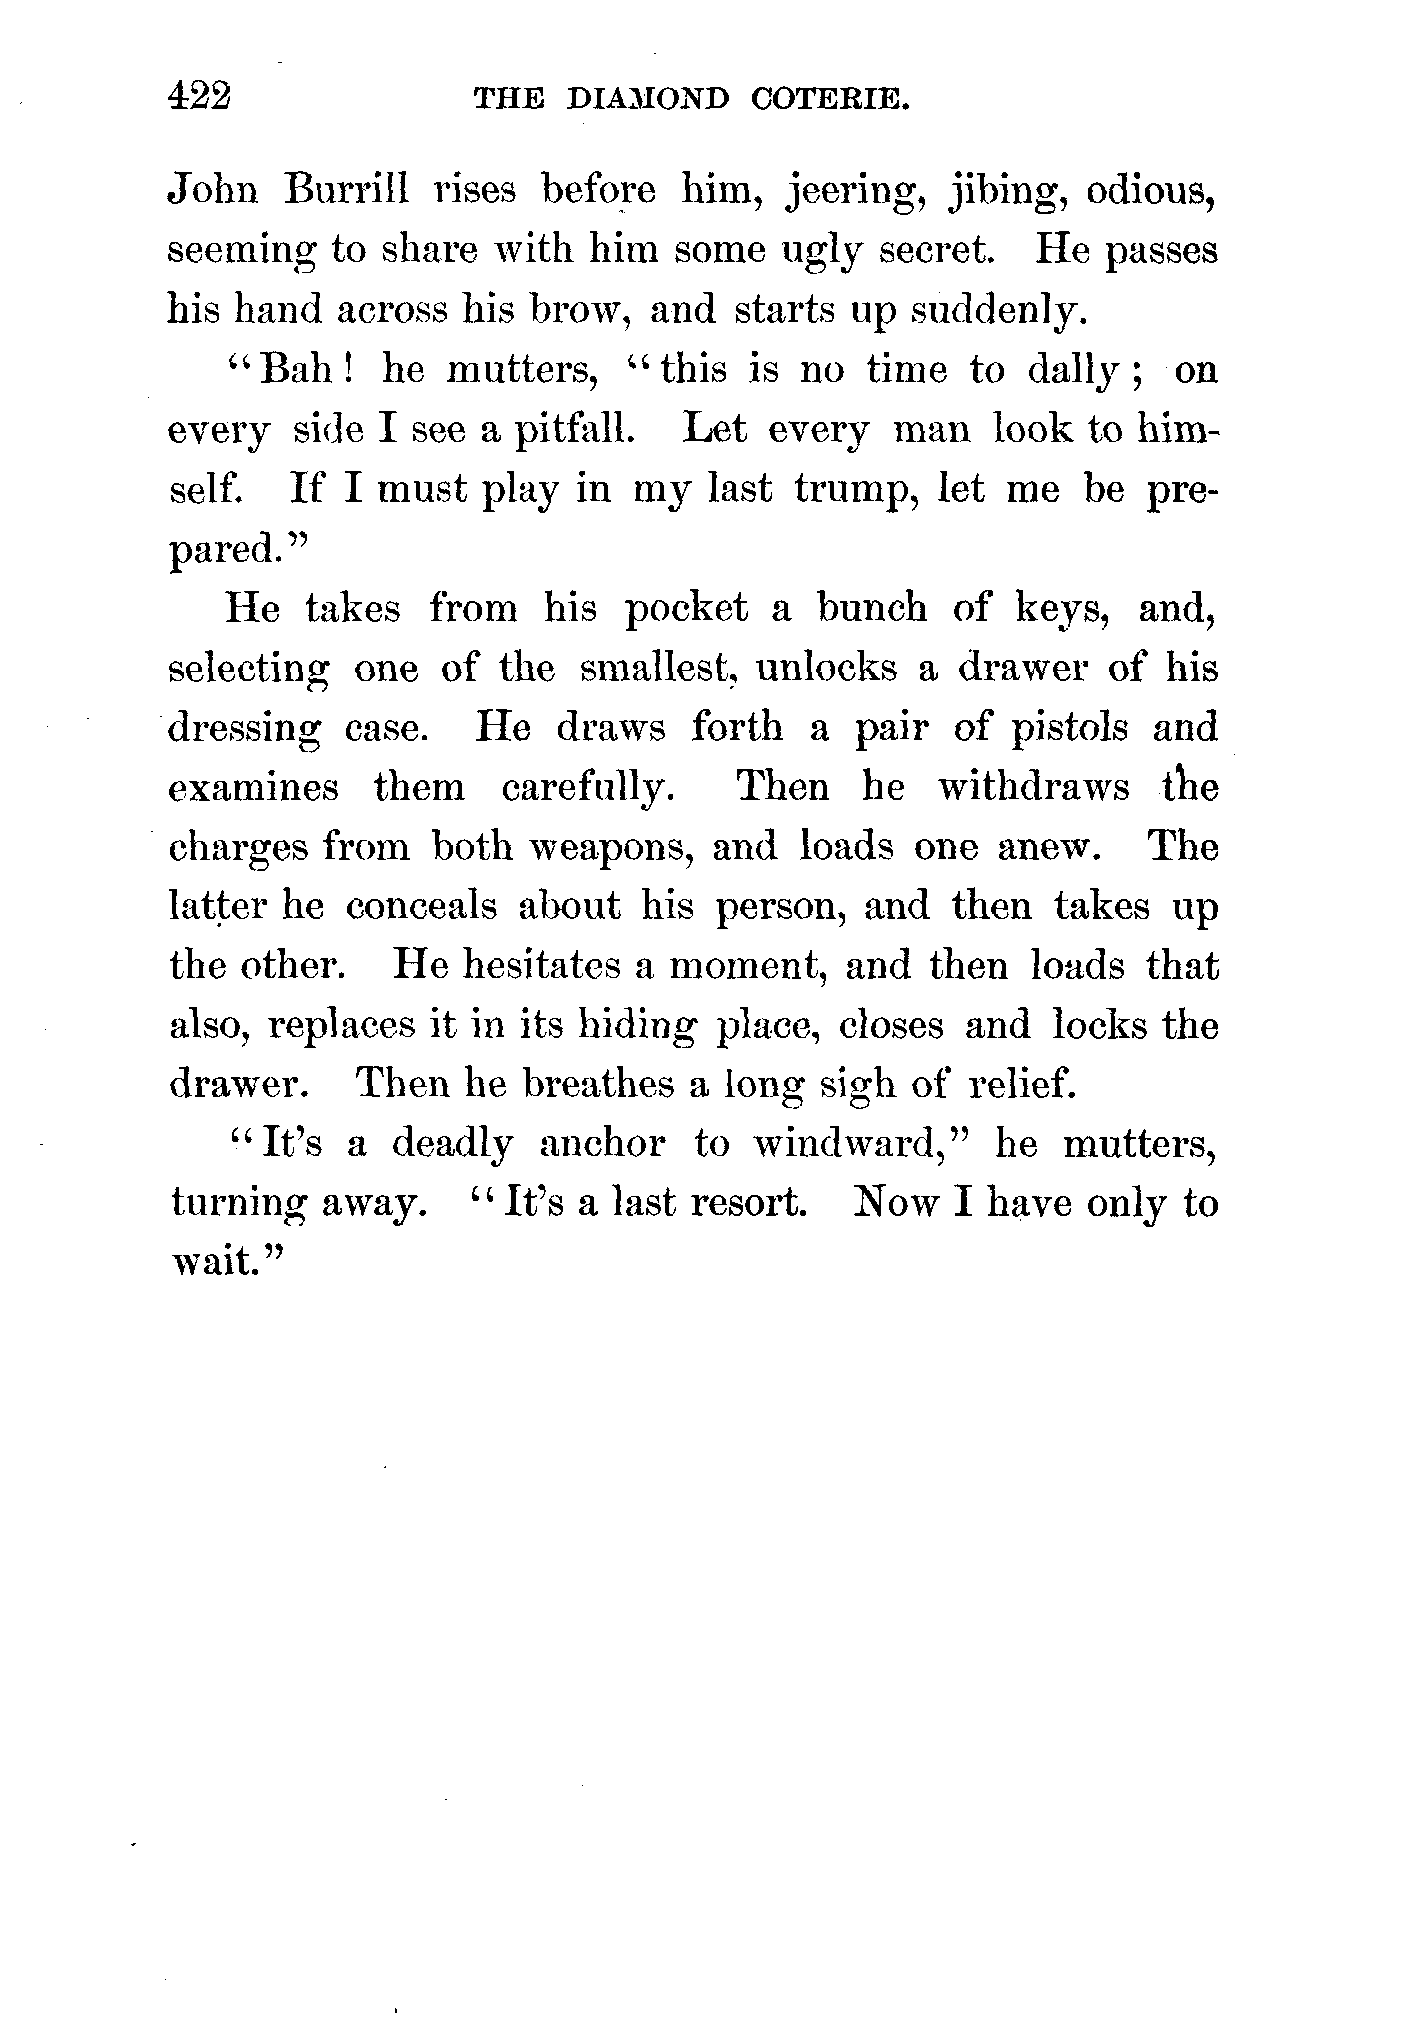 422 THE DIAMOND COTERIE.
John Burrill rises before him, jeering, jibing, odious,
seeming to share with him some ugly secret. He passes
his hand across his brow, and starts up suddenly.
“Bah! he mutters, “this is no time to dally; on
every side I see a pitfall. Let every man look to him-
self. If I must play in my last trump, let me be pre-
pared.”
He takes from his pocket a bunch of keys, and,
selecting one of the smallest, unlocks a drawer of his
dressing case. He draws forth a pair of pistols and
examines them carefully. Then he withdraws the
charges from both weapons, and loads one anew. The
latter he conceals about his person, and then takes up
the other. He hesitates a moment, and then loads that
also, replaces it in its hiding place, closes and locks the
drawer. Then he breathes a long sigh of relief.
“It’s a deadly anchor to windward,” he mutters,
turning away. “It’s a last resort. Now I have only to
wait.”